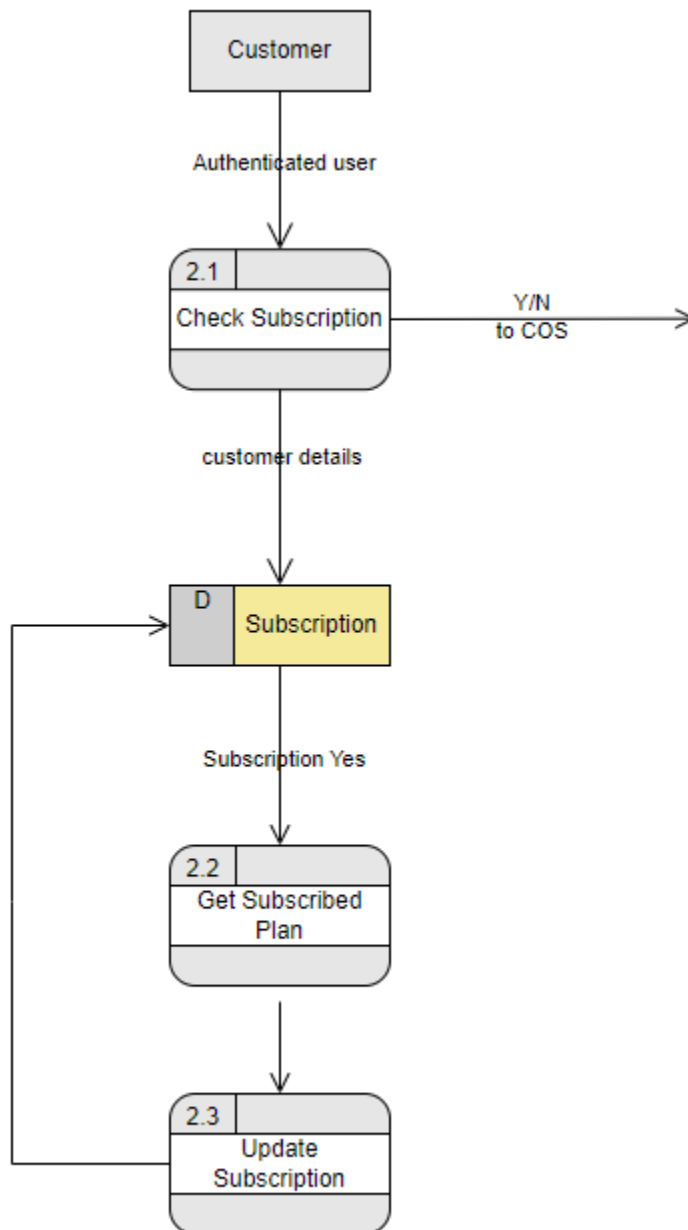 Customer
Authenticated user
2.1
Check Subscription
Y/N
to COS
customer details
D
Subscription
Subscription Yes
2.2
Get Subscribed
Plan
2.3
Update
Subscription